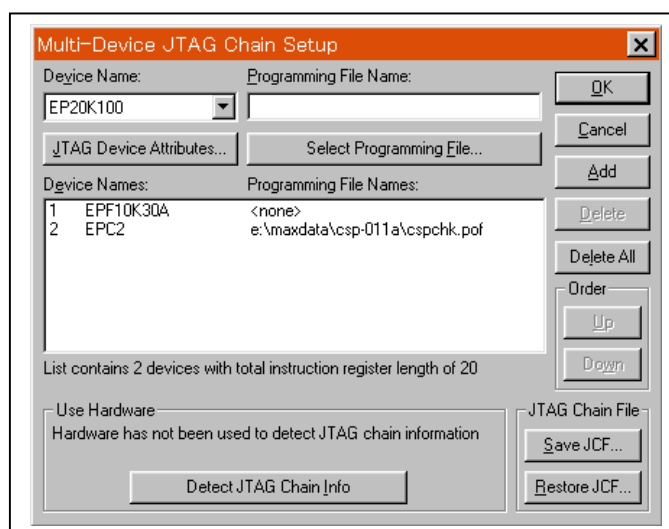 Multi-Device JTAG Chain Setup
Device Name:
Programming File Name:
EP20K100
OK
Cancel
JTAG Device Attributes...
Select Programming File...
Add
Device Names:
Programming File Names:
1 EPF10K30A <none>
2 EPC2 e:\maxdata\csp-011a\cspchk.pof
Delete
Delete All
Order
Up
Down
List contains 2 devices with total instruction register length of 20
Use Hardware
Hardware has not been used to detect JTAG chain information
Detect JTAG Chain Info
JTAG Chain File
Save JCF...
Restore JCF...